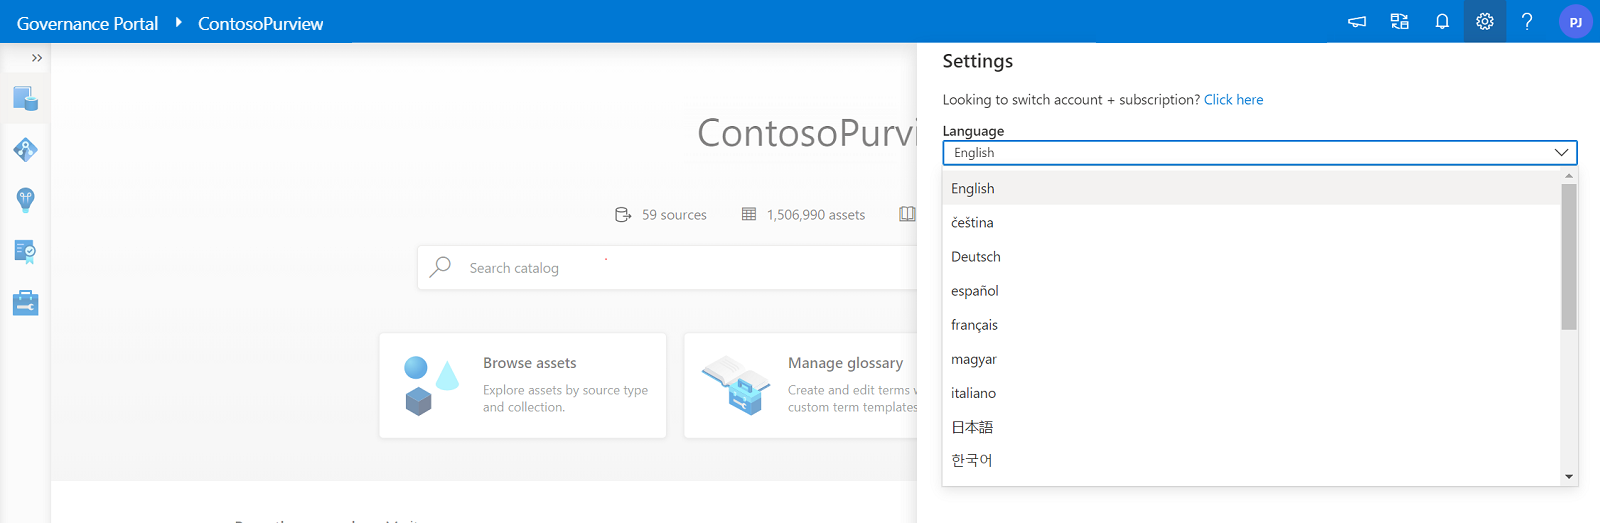 Governance Portal ContosoPurview
PJ
Settings
Looking to switch account + subscription? Click here
Language
English
English
čeština
Deutsch
español
français
magyar
italiano
日本語
한국어
ContosoPurvi
59 sources 1,506,990 assets
Search catalog
Browse assets
Explore assets by source type
and collection.
Manage glossary
Create and edit terms
custom term templates